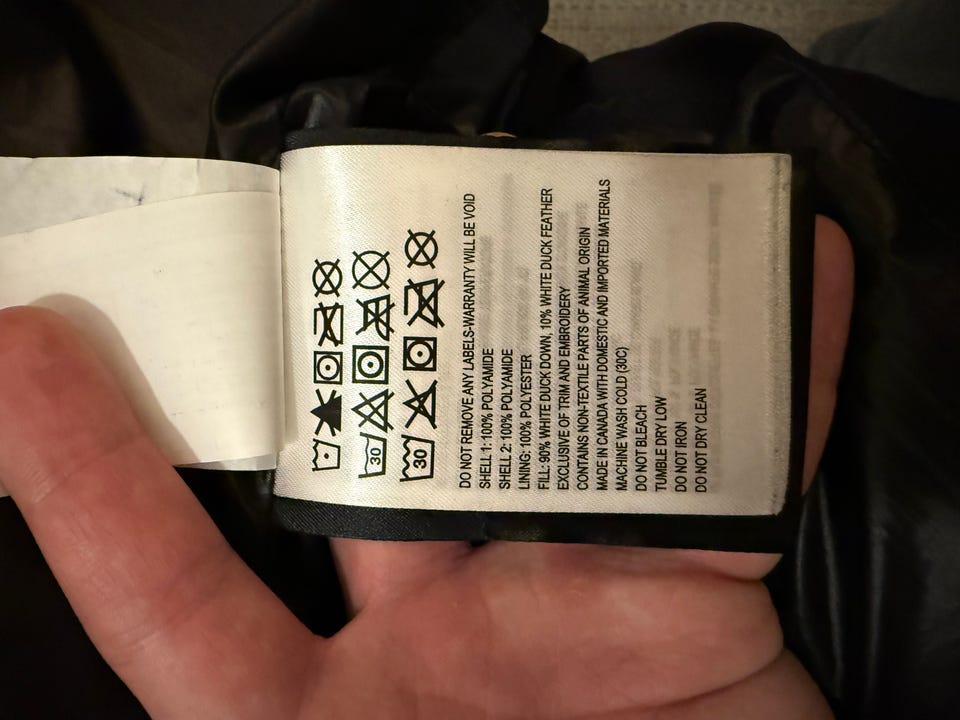 30
30
DO NOT REMOVE ANY LABELS-WARRANTY WILL BE VOID
SHELL 1: 100% POLYAMIDE
SHELL 2: 100% POLYAMIDE
LINING: 100% POLYESTER
FILL: 90% WHITE DUCK DOWN, 10% WHITE DUCK FEATHER
EXCLUSIVE OF TRIM AND EMBROIDERY
CONTAINS NON-TEXTILE PARTS OF ANIMAL ORIGIN
MADE IN CANADA WITH DOMESTIC AND IMPORTED MATERIALS
MACHINE WASH COLD (30C)
DO NOT BLEACH
TUMBLE DRY LOW
DO NOT IRON
DO NOT DRY CLEAN